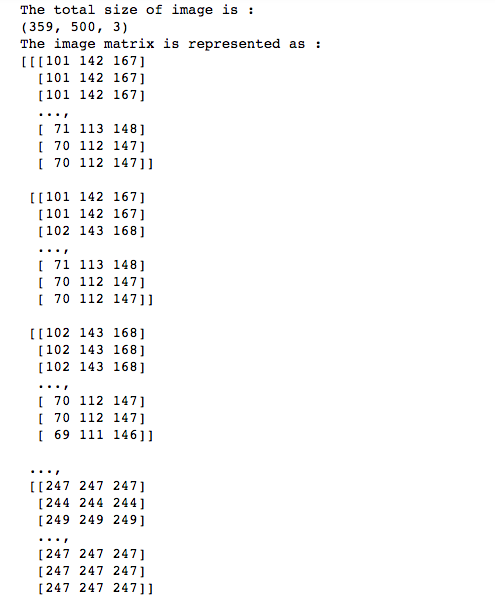 The total size of image is :
(359, 500, 3)
The image matrix is represented as :
[[[101 142 167]
  [101 142 167]
  [101 142 167]
  ...,
  [ 71 113 148]
  [ 70 112 147]
  [ 70 112 147]]

 [[101 142 167]
  [101 142 167]
  [102 143 168]
  ...,
  [ 71 113 148]
  [ 70 112 147]
  [ 70 112 147]]

 [[102 143 168]
  [102 143 168]
  [102 143 168]
  ...,
  [ 70 112 147]
  [ 70 112 147]
  [ 69 111 146]]

 ...,
 [[247 247 247]
  [244 244 244]
  [249 249 249]
  ...,
  [247 247 247]
  [247 247 247]
  [247 247 247]]